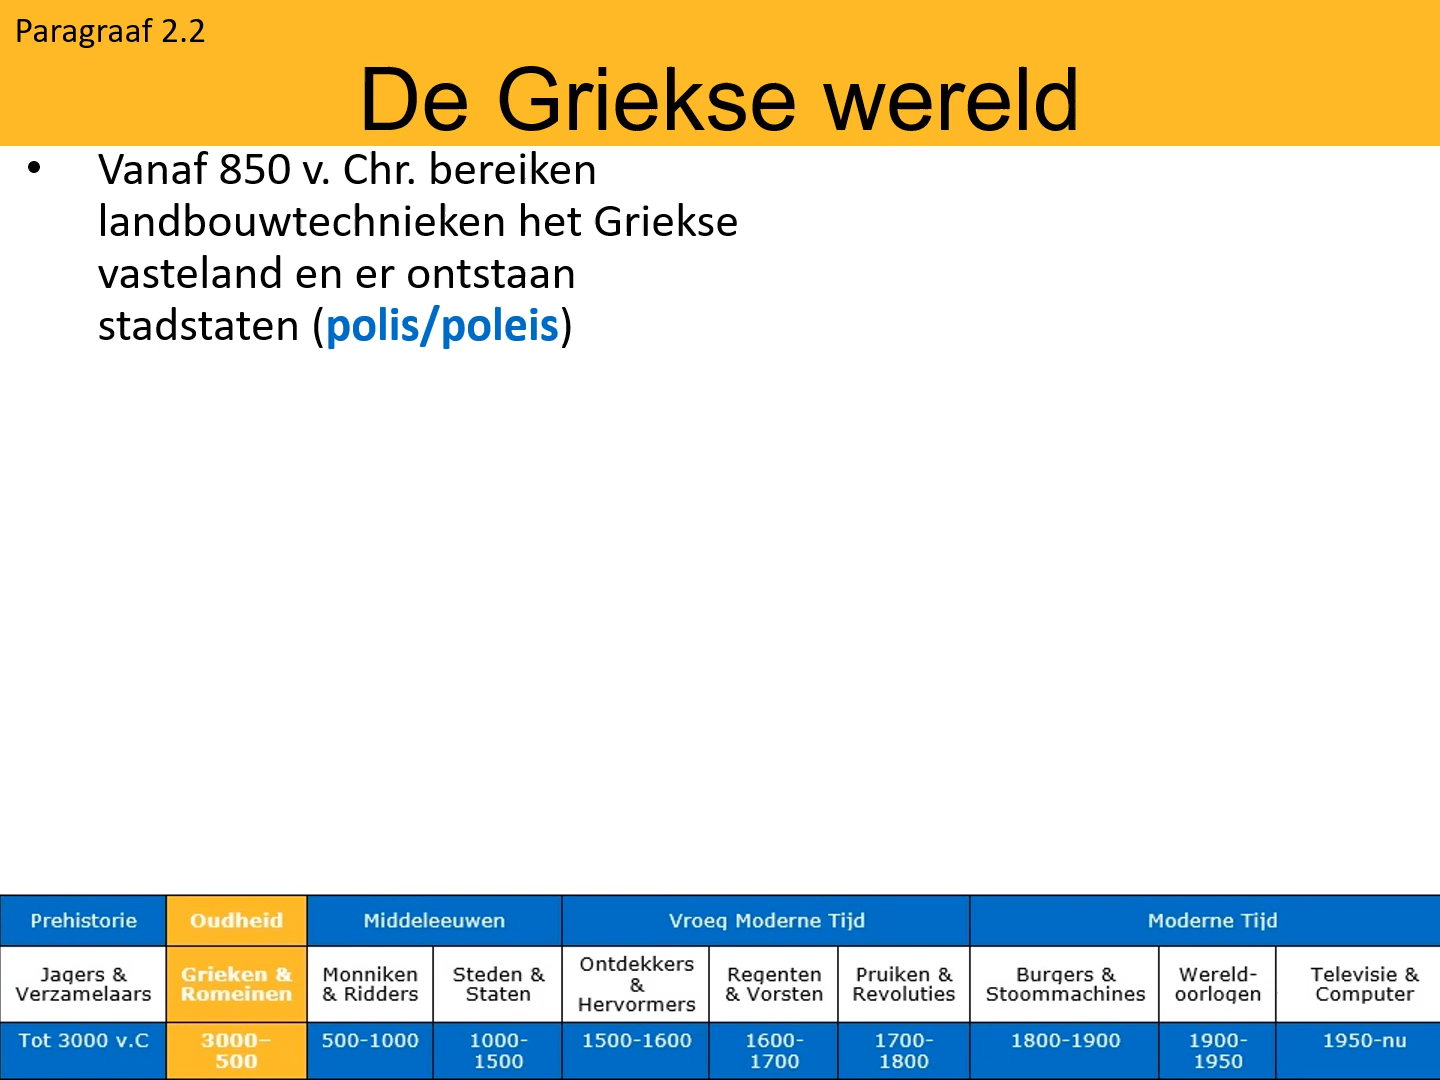 Paragraaf 2.2
De Griekse wereld
• Vanaf 850 v. Chr. bereiken
landbouwtechnieken het Griekse
vasteland en er ontstaan
stadstaten (polis/poleis)
Prehistorie Oudheid Middeleeuwen Vroeg Moderne Tijd Moderne Tijd
Jagers &
Verzamelaars
Grieken &
Romeinen
Monniken
& Ridders
Steden &
Staten
Ontdekkers
&
Hervormers
Regenten
& Vorsten
Pruiken &
Revoluties
Burgers &
Stoommachines
Wereld-
oorlogen
Televisie &
Computer
Tot 3000 v.C
3000–
500
500-1000
1000-
1500
1500-1600
1600-
1700
1700-
1800
1800-1900
1900-
1950
1950-nu